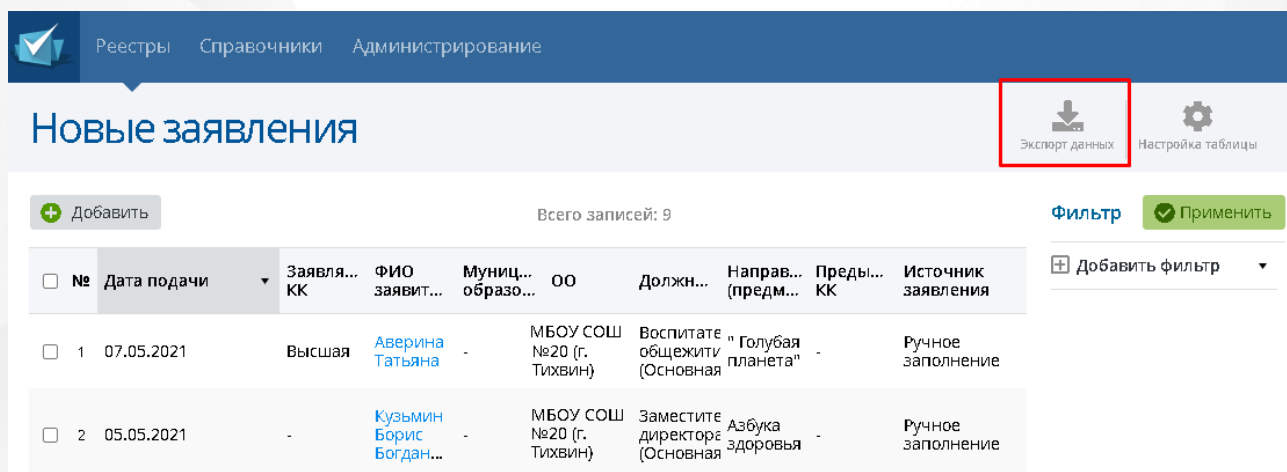 Реестры Справочники Администрирование
Новые заявления
Экспорт данных Настройка таблицы
Добавить Всего записей: 9 Фильтр Применить
Добавить фильтр
№ Дата подачи Заявля... КК ФИО заявит... Муниц... образо... ОО Должн... Направ... (предм... Преды... КК Источник заявления
1 07.05.2021 Высшая Аверина Татьяна - МБОУ СОШ №20 (г. Тихвин) Воспитате общежити (Основная " Голубая планета" - Ручное заполнение
2 05.05.2021 - Кузьмин Борис Богдан... - МБОУ СОШ №20 (г. Тихвин) Заместите директора (Основная Азбука здоровья - Ручное заполнение